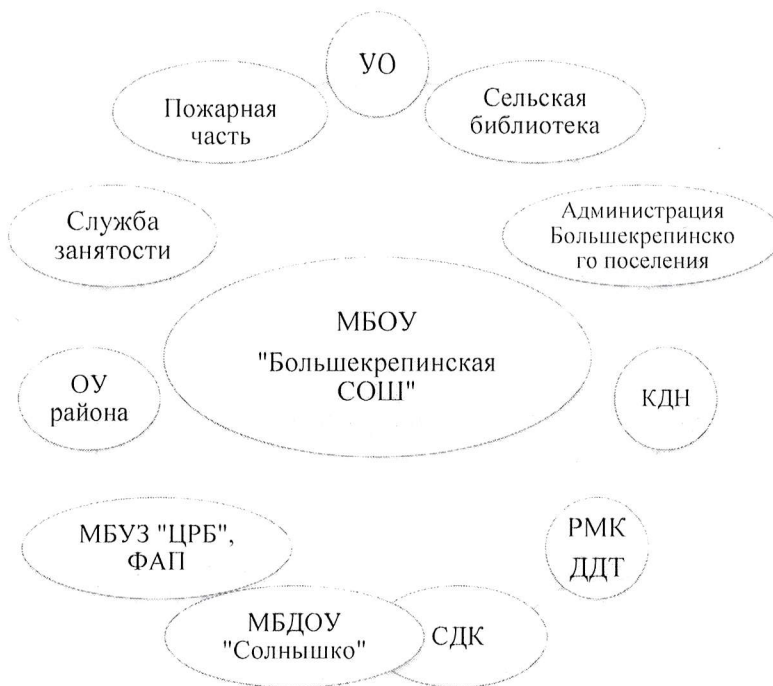 УО
Пожарная
часть
Сельская
библиотека
Служба
занятости
Администрация
Большекрепинско
го поселения
МБОУ
"Большекрепинская
СОШ"
ОУ
района
КДН
МБУЗ "ЦРБ",
ФАП
РМК
ДДТ
МБДОУ
"Солнышко"
СДК